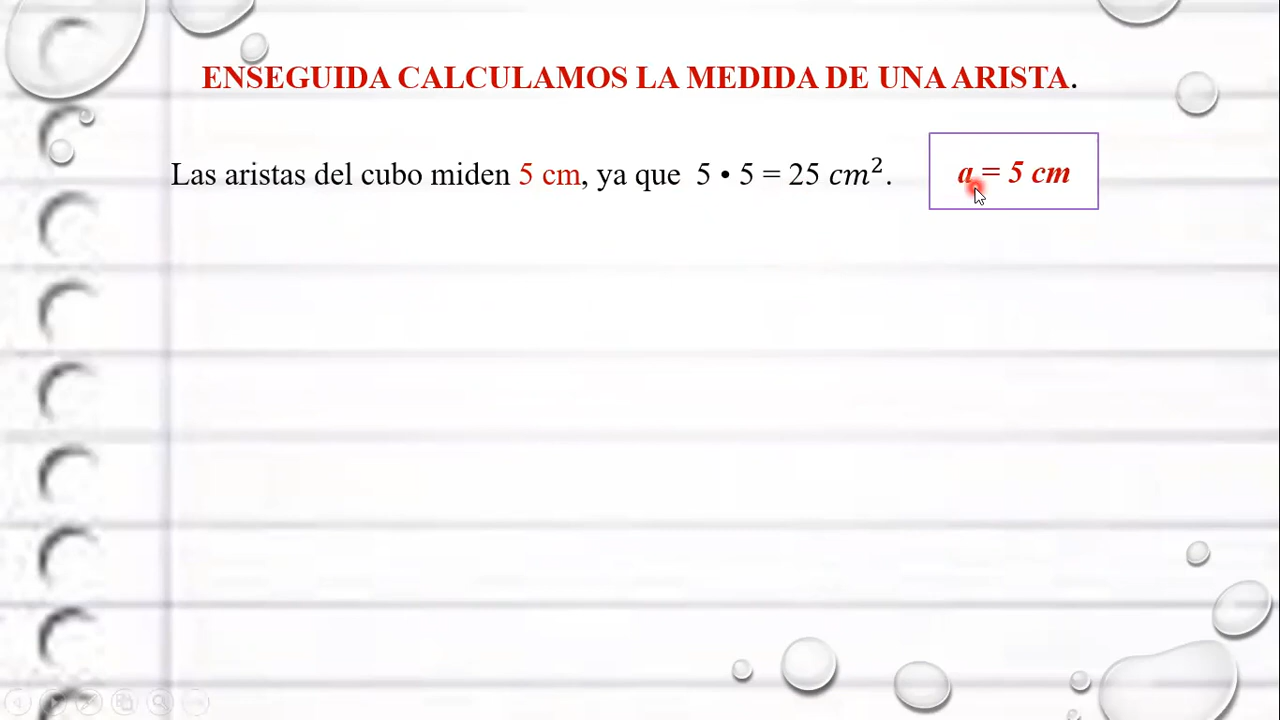 ENSEGUIDA CALCULAMOS LA MEDIDA DE UNA ARISTA.
Las aristas del cubo miden 5 cm, ya que 5 • 5 = 25 cm².
a = 5 cm